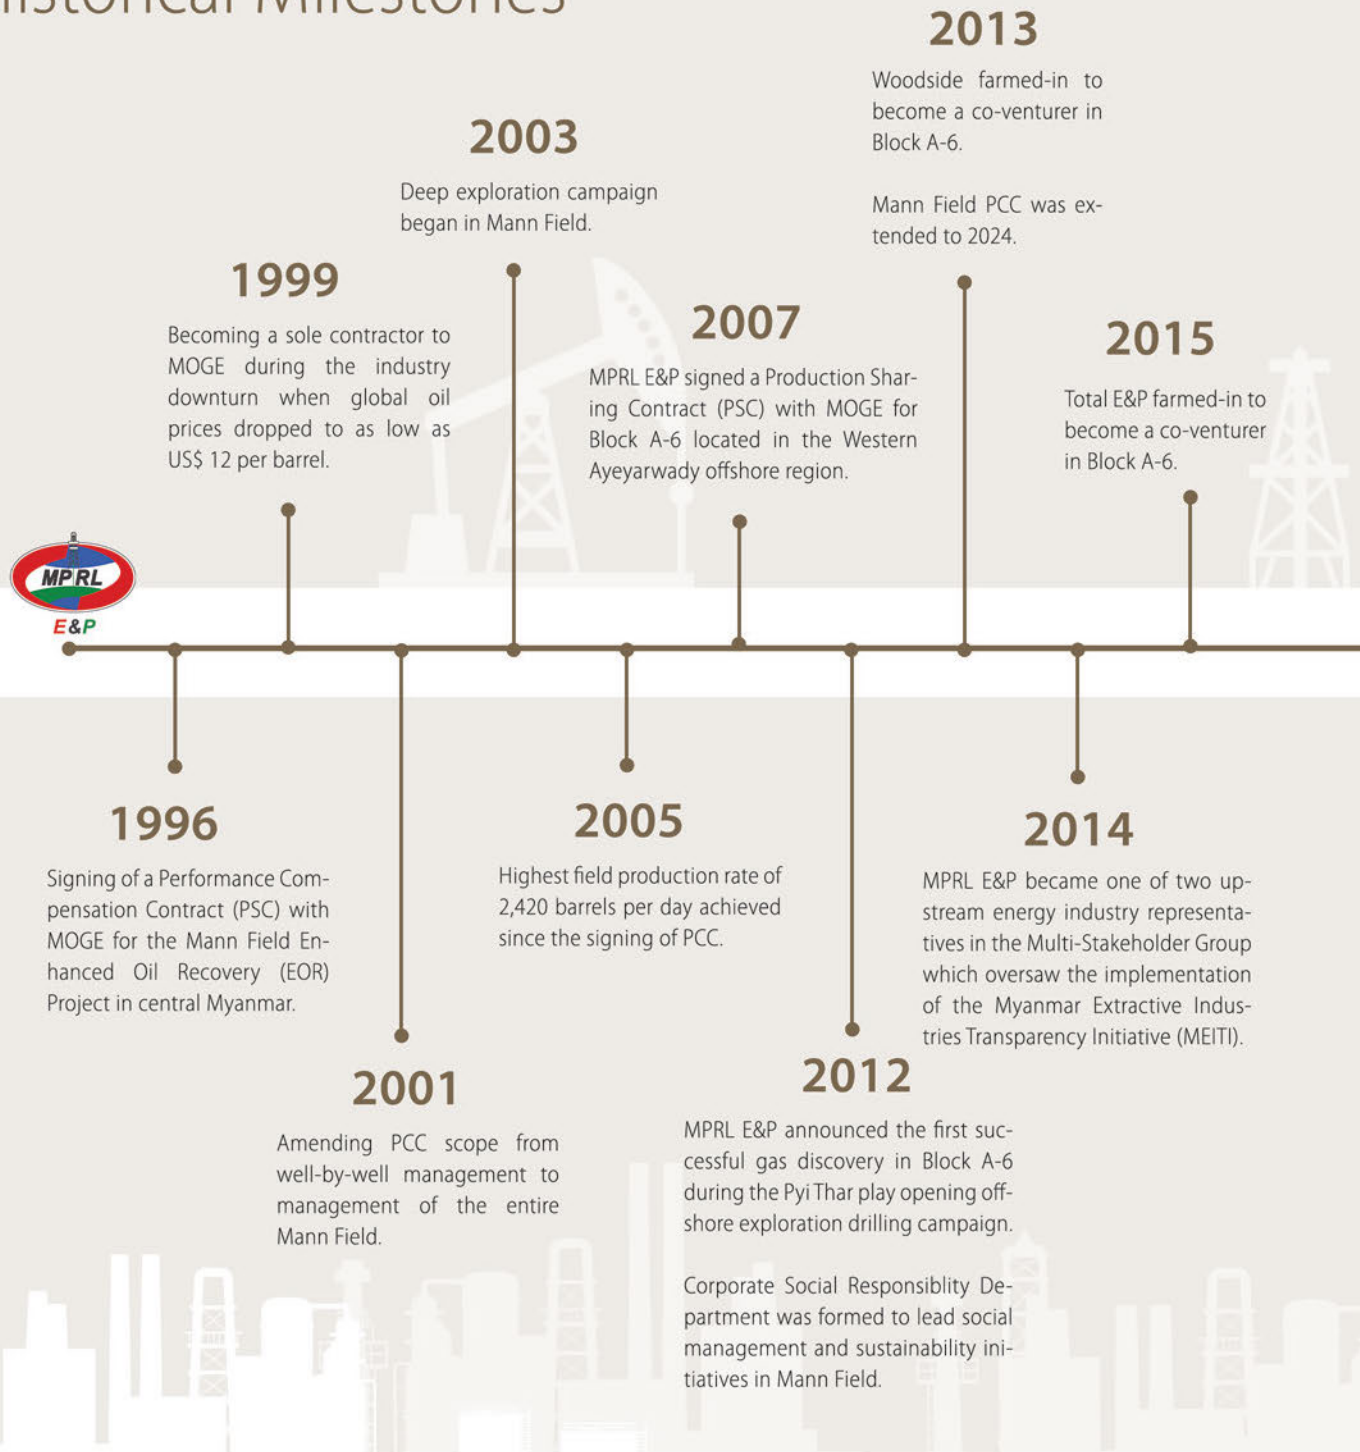 Historical Milestones
2013
Woodside farmed-in to
become a co-venturer in
Block A-6.
Mann Field PCC was ex-
tended to 2024.
2003
Deep exploration campaign
began in Mann Field.
1999
Becoming a sole contractor to
MOGE during the industry
downturn when global oil
prices dropped to as low as
US$ 12 per barrel.
2007
MPRL E&P signed a Production Shar-
ing Contract (PSC) with MOGE for
Block A-6 located in the Western
Ayeyarwady offshore region.
2015
Total E&P farmed-in to
become a co-venturer
in Block A-6.
MPRL
E&P
1996
Signing of a Performance Com-
pensation Contract (PSC) with
MOGE for the Mann Field En-
hanced Oil Recovery (EOR)
Project in central Myanmar.
2005
Highest field production rate of
2,420 barrels per day achieved
since the signing of PCC.
2014
MPRL E&P became one of two up-
stream energy industry representa-
tives in the Multi-Stakeholder Group
which oversaw the implementation
of the Myanmar Extractive Indus-
tries Transparency Initiative (MEITI).
2001
Amending PCC scope from
well-by-well management to
management of the entire
Mann Field.
2012
MPRL E&P announced the first suc-
cessful gas discovery in Block A-6
during the Pyi Thar play opening off-
shore exploration drilling campaign.
Corporate Social Responsiblity De-
partment was formed to lead social
management and sustainability ini-
tiatives in Mann Field.